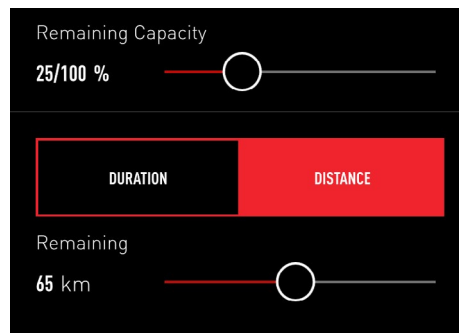 Remaining Capacity
25/100 %
DURATION DISTANCE
Remaining
65 km